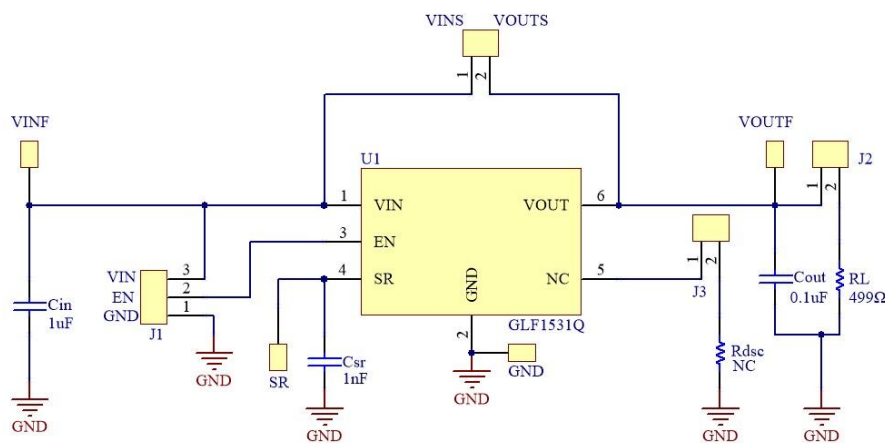 VINS VOUTS
1 2
VINF
VOUTF
U1
J2
1 2
1 VIN
VOUT 6
3 EN
4 SR
NC 5
GND
2
GLF1531Q
1 2
J3
VIN 3
EN 2
GND 1
J1
GND
Cin
1uF
GND
SR
Csr
1nF
GND
GND
GND
Rdsc
NC
GND
Cout
0.1uF
RL
499Ω
GND